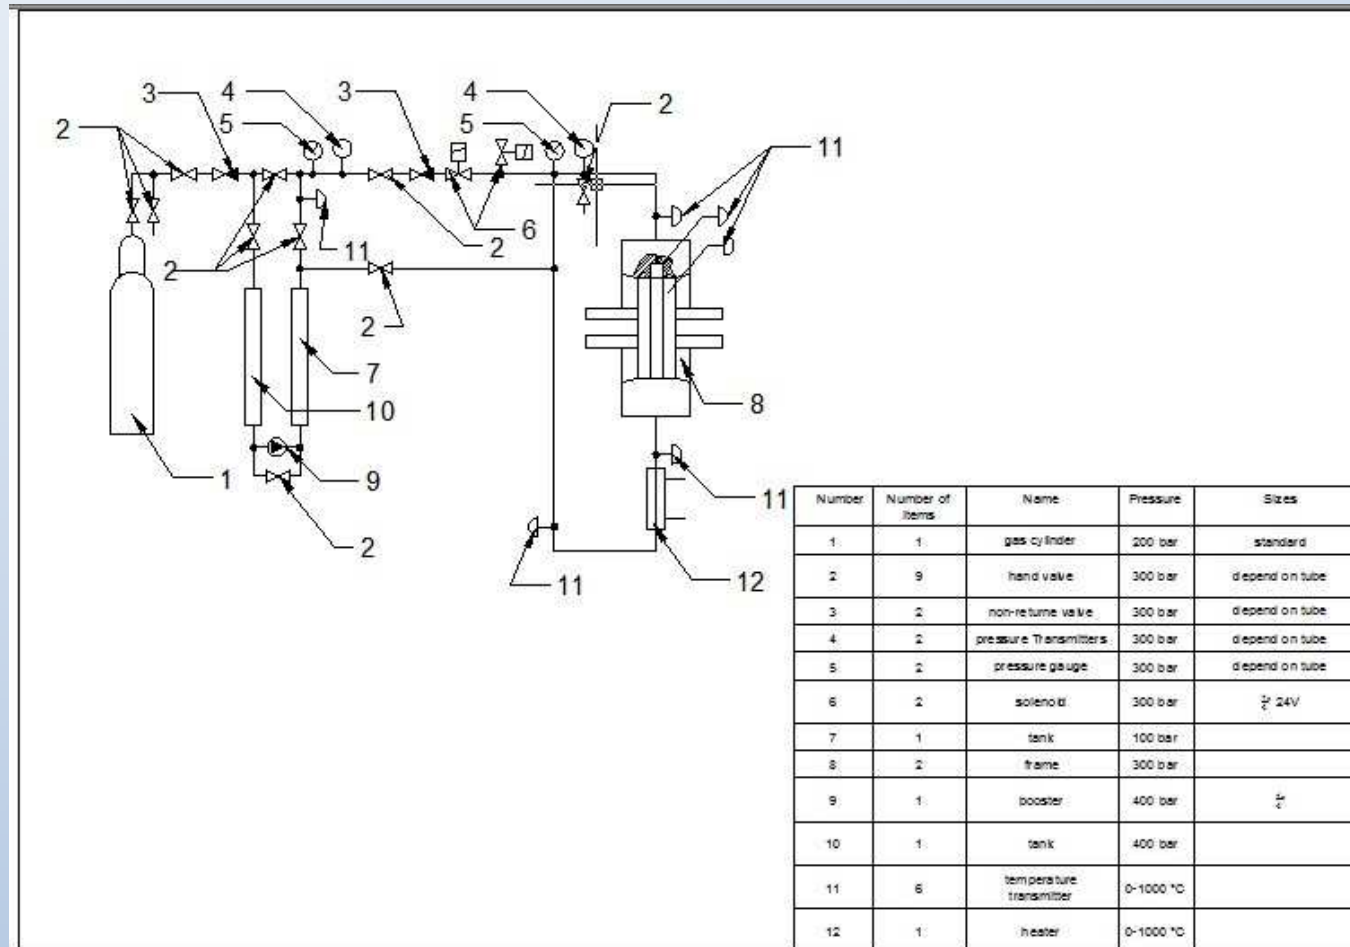 3
4
3
4
2
2
5
5
11
6
2
11
2
2
7
10
8
1
9
2
11
11
12
Number Number of Items Name Pressure Sizes
1 1 gas cylinder 200 bar standard
2 9 hand valve 300 bar depend on tube
3 2 non-returne valve 300 bar depend on tube
4 2 pressure Transmitters 300 bar depend on tube
5 2 pressure gauge 300 bar depend on tube
6 2 solenoid 300 bar 24V
7 1 tank 100 bar
8 2 frame 300 bar
9 1 booster 400 bar
10 1 tank 400 bar
11 6 temperature transmitter 0-1000 °C
12 1 heater 0-1000 °C